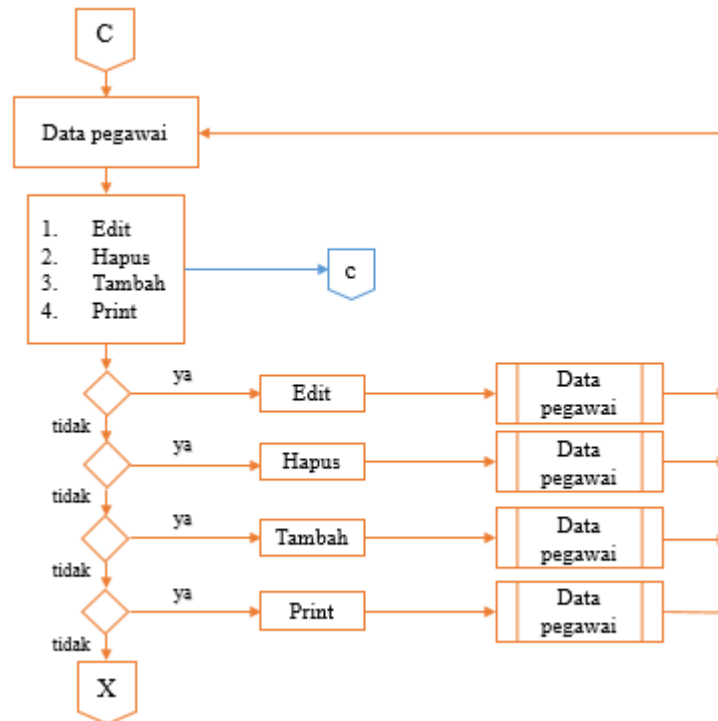 C
Data pegawai
1. Edit
2. Hapus
3. Tambah
4. Print
c
ya
Edit
Data
pegawai
tidak
ya
Hapus
Data
pegawai
tidak
ya
Tambah
Data
pegawai
tidak
ya
Print
Data
pegawai
tidak
X